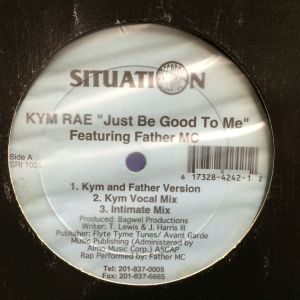 SITUATION
KYM RAE "Just Be Good To Me"
Featuring Father MC
Side A
SRI 1003
6 17328-4242-1 2
1. Kym and Father Version
2. Kym Vocal Mix
3. Intimate Mix
Produced: Bagwel Productions
Writer: T. Lewis & J. Harris III
Publisher: Flyte Tyme Tunes/ Avant Garde
Music Publishing (Administered by
Almo Music Corp.) ASCAP
Rap Performed by: Father MC
Tel: 201-837-0005
Fax: 201-837-6665